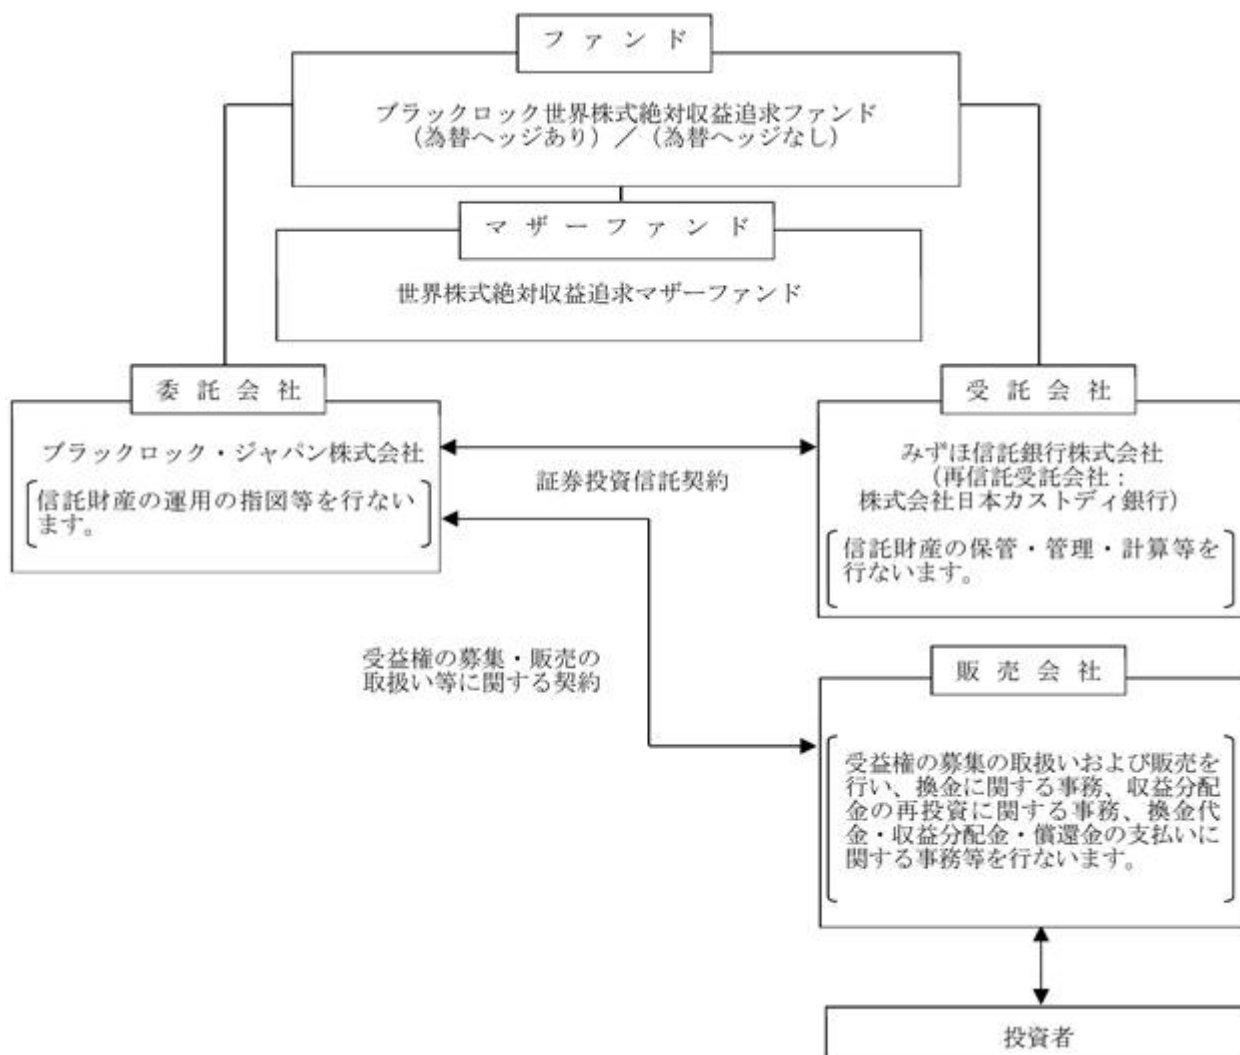 ファンド
ブラックロック世界株式絶対収益追求ファンド
(為替ヘッジあり)/(為替ヘッジなし)
マザーファンド
世界株式絶対収益追求マザーファンド
委託会社
ブラックロック・ジャパン株式会社
信託財産の運用の指図等を行ない
ます。
証券投資信託契約
受託会社
みずほ信託銀行株式会社
(再信託受託会社:
株式会社日本カストディ銀行)
信託財産の保管・管理・計算等を
行ないます。
受益権の募集・販売の
取扱い等に関する契約
販売会社
受益権の募集の取扱いおよび販売を
行い、換金に関する事務、収益分配
金の再投資に関する事務、換金代
金・収益分配金・償還金の支払いに
関する事務等を行ないます。
投資者